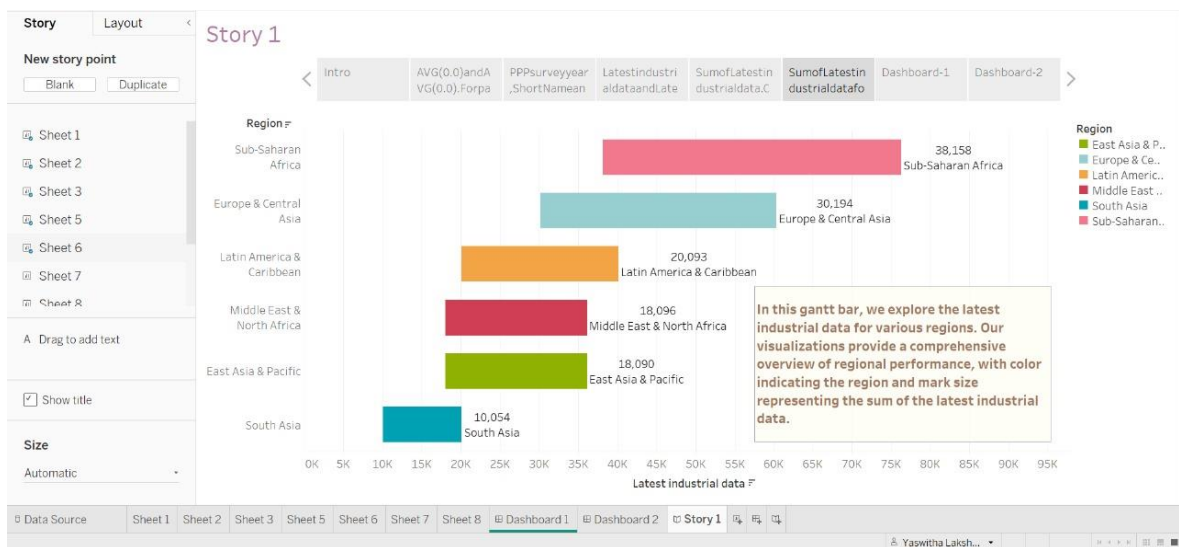 Story
Layout
<
New story point
Blank
Duplicate
Sheet 1
Sheet 2
Sheet 3
Sheet 5
Sheet 6
Sheet 7
Sheet 8
A Drag to add text
Show title
Size
Automatic
Story 1
<
Intro
AVG(0.0)andA
VG(0.0).Forpa
PPPsurveyyear
,ShortNamean
Latestindustri
aldataandLate
SumofLatestin
dustrialdata.C
SumofLatestin
dustrialdatafo
Dashboard-1
Dashboard-2
>
Region
Sub-Saharan
Africa
38,158
Sub-Saharan Africa
Europe & Central
Asia
30,194
Europe & Central Asia
Latin America &
Caribbean
20,093
Latin America & Caribbean
Middle East &
North Africa
18,096
Middle East & North Africa
East Asia & Pacific
18,090
East Asia & Pacific
South Asia
10,054
South Asia
0K 5K 10K 15K 20K 25K 30K 35K 40K 45K 50K 55K 60K 65K 70K 75K 80K 85K 90K 95K
Latest industrial data
In this gantt bar, we explore the latest
industrial data for various regions. Our
visualizations provide a comprehensive
overview of regional performance, with color
indicating the region and mark size
representing the sum of the latest industrial
data.
Region
East Asia & P..
Europe & Ce..
Latin Americ..
Middle East ..
South Asia
Sub-Saharan..
Data Source Sheet 1 Sheet 2 Sheet 3 Sheet 5 Sheet 6 Sheet 7 Sheet 8 Dashboard 1 Dashboard 2 Story 1
Yaswitha Laksh...